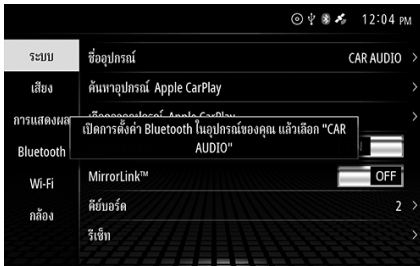 12:04 PM
ระบบ
ชื่ออุปกรณ์
CAR AUDIO
เสียง
ค้นหาอุปกรณ์ Apple CarPlay
การแสดงผล
Apple CarPlay
เปิดการตั้งค่า Bluetooth ในอุปกรณ์ของคุณ แล้วเลือก "CAR
AUDIO"
Bluetooth
Wi-Fi
MirrorLink™
OFF
กล้อง
คีย์บอร์ด
2
รีเซ็ท